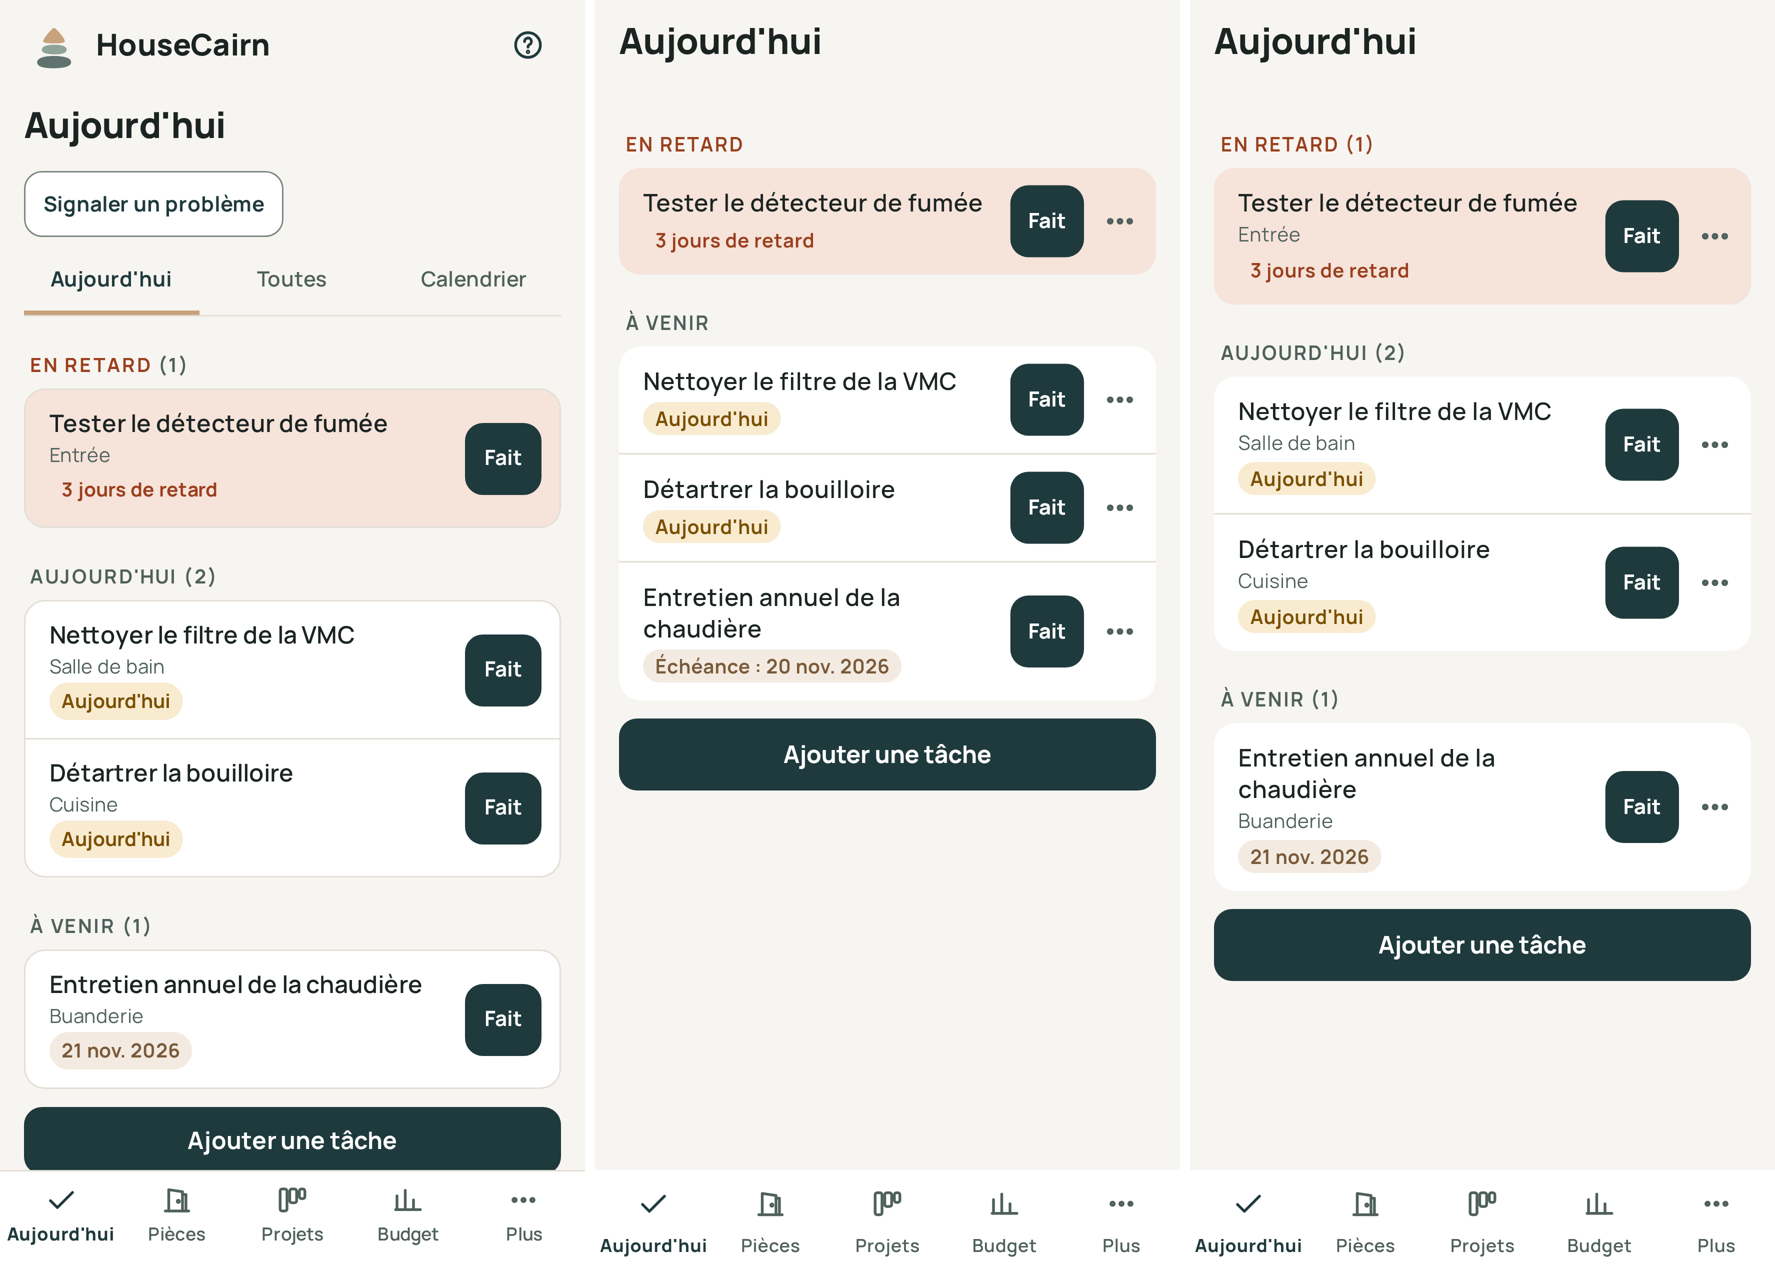 HouseCairn
Aujourd'hui
Signaler un problème
Aujourd'hui
Toutes
Calendrier
EN RETARD (1)
Tester le détecteur de fumée
Entrée
3 jours de retard
Fait
AUJOURD'HUI (2)
Nettoyer le filtre de la VMC
Salle de bain
Aujourd'hui
Fait
Détartrer la bouilloire
Cuisine
Aujourd'hui
Fait
À VENIR (1)
Entretien annuel de la chaudière
Buanderie
21 nov. 2026
Fait
Ajouter une tâche
Aujourd'hui
Pièces
Projets
Budget
Plus
Aujourd'hui
EN RETARD
Tester le détecteur de fumée
3 jours de retard
Fait
À VENIR
Nettoyer le filtre de la VMC
Aujourd'hui
Fait
Détartrer la bouilloire
Aujourd'hui
Fait
Entretien annuel de la
chaudière
Échéance : 20 nov. 2026
Fait
Ajouter une tâche
Aujourd'hui
Pièces
Projets
Budget
Plus
Aujourd'hui
EN RETARD (1)
Tester le détecteur de fumée
Entrée
3 jours de retard
Fait
AUJOURD'HUI (2)
Nettoyer le filtre de la VMC
Salle de bain
Aujourd'hui
Fait
Détartrer la bouilloire
Cuisine
Aujourd'hui
Fait
À VENIR (1)
Entretien annuel de la
chaudière
Buanderie
21 nov. 2026
Fait
Ajouter une tâche
Aujourd'hui
Pièces
Projets
Budget
Plus